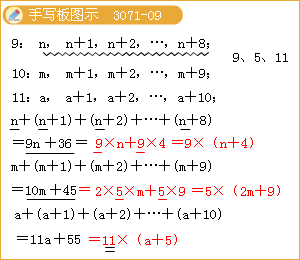 手写板图示 3071-09
9： n， n＋1，n＋2，…，n＋8；
9、5、11
10：m， m＋1，m＋2，…，m＋9；
11：a， a＋1，a＋2，…，a＋10；
n＋(n＋1)＋(n＋2)＋…＋(n＋8)
＝9n＋36＝ 9×n＋9×4＝9×（n＋4）
m＋(m＋1)＋(m＋2)＋…＋(m＋9)
＝10m＋45＝2×5×m＋5×9＝5×（2m＋9）
a＋(a＋1)＋(a＋2)＋…＋(a＋10)
＝11a＋55 ＝11×（a＋5）